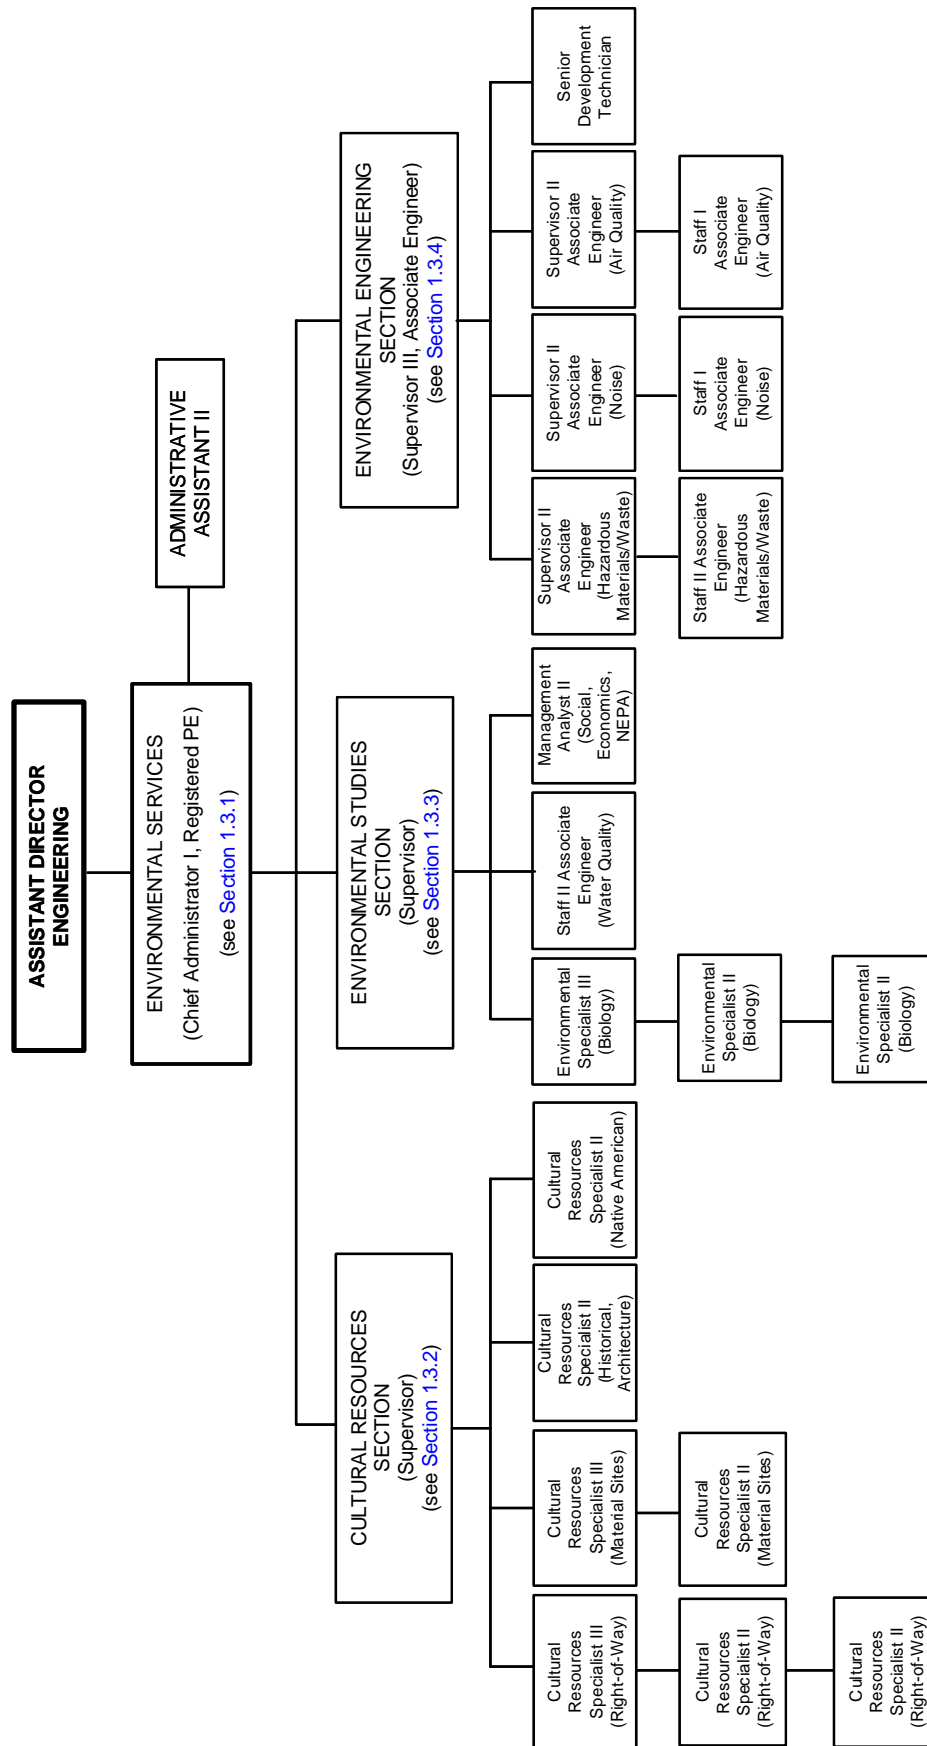 ASSISTANT DIRECTOR
ENGINEERING
ENVIRONMENTAL SERVICES
(Chief Administrator I, Registered PE)
(see Section 1.3.1)
ADMINISTRATIVE
ASSISTANT II
CULTURAL RESOURCES
SECTION
(Supervisor)
(see Section 1.3.2)
ENVIRONMENTAL STUDIES
SECTION
(Supervisor)
(see Section 1.3.3)
ENVIRONMENTAL ENGINEERING
SECTION
(Supervisor III, Associate Engineer)
(see Section 1.3.4)
Cultural
Resources
Specialist III
(Right-of-Way)
Cultural
Resources
Specialist III
(Material Sites)
Cultural
Resources
Specialist II
(Historical,
Architecture)
Cultural
Resources
Specialist II
(Native American)
Environmental
Specialist III
(Biology)
Staff II Associate
Engineer
(Water Quality)
Management
Analyst II
(Social,
Economics,
NEPA)
Supervisor II
Associate
Engineer
(Hazardous
Materials/Waste)
Supervisor II
Associate
Engineer
(Noise)
Supervisor II
Associate
Engineer
(Air Quality)
Senior
Development
Technician
Cultural
Resources
Specialist II
(Right-of-Way)
Cultural
Resources
Specialist II
(Material Sites)
Environmental
Specialist II
(Biology)
Staff II Associate
Engineer
(Hazardous
Materials/Waste)
Staff I
Associate
Engineer
(Noise)
Staff I
Associate
Engineer
(Air Quality)
Cultural
Resources
Specialist II
(Right-of-Way)
Environmental
Specialist II
(Biology)